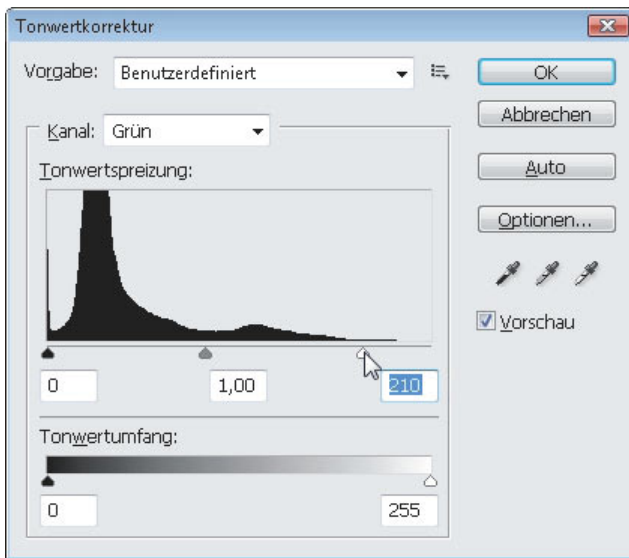 Tonwertkorrektur
Vorgabe: Benutzerdefiniert
OK
Abbrechen
Kanal: Grün
Auto
Tonwertspreizung:
Optionen...
Vorschau
0 1,00 210
Tonwertumfang:
0 255